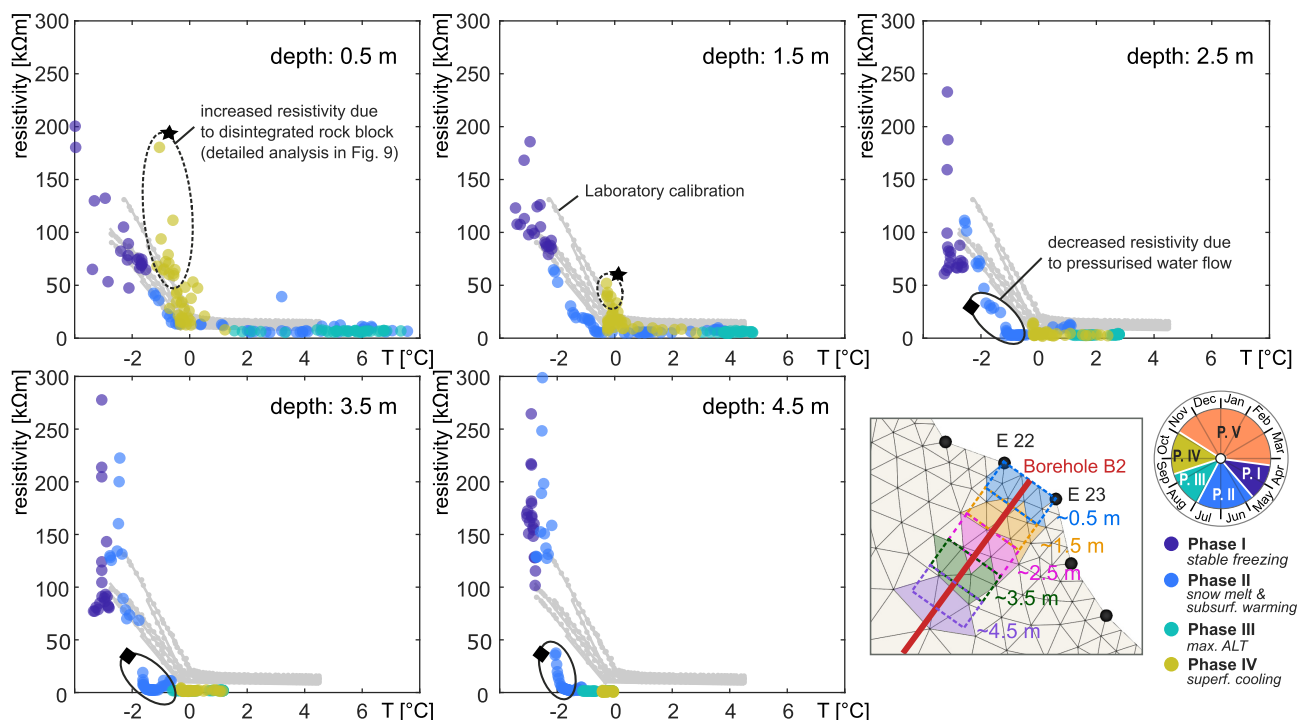 300
250
200
150
100
50
0
resistivity [kΩm]
depth: 0.5 m
increased resistivity due
to disintegrated rock block
(detailed analysis in Fig. 9)
-2
0
2
4
6
T [°C]
300
250
200
150
100
50
0
resistivity [kΩm]
depth: 1.5 m
Laboratory calibration
-2
0
2
4
6
T [°C]
300
250
200
150
100
50
0
resistivity [kΩm]
depth: 2.5 m
decreased resistivity due
to pressurised water flow
-2
0
2
4
6
T [°C]
300
250
200
150
100
50
0
resistivity [kΩm]
depth: 3.5 m
-2
0
2
4
6
T [°C]
300
250
200
150
100
50
0
resistivity [kΩm]
depth: 4.5 m
-2
0
2
4
6
T [°C]
E 22
Borehole B2
E 23
~0.5 m
~1.5 m
~2.5 m
~3.5 m
~4.5 m
Jan
Feb
Mar
Apr
May
Jun
Jul
Aug
Sep
Oct
Nov
Dec
P. V
P. I
P. II
P. III
P. IV
Phase I
stable freezing
Phase II
snow melt &
subsurf. warming
Phase III
max. ALT
Phase IV
superf. cooling